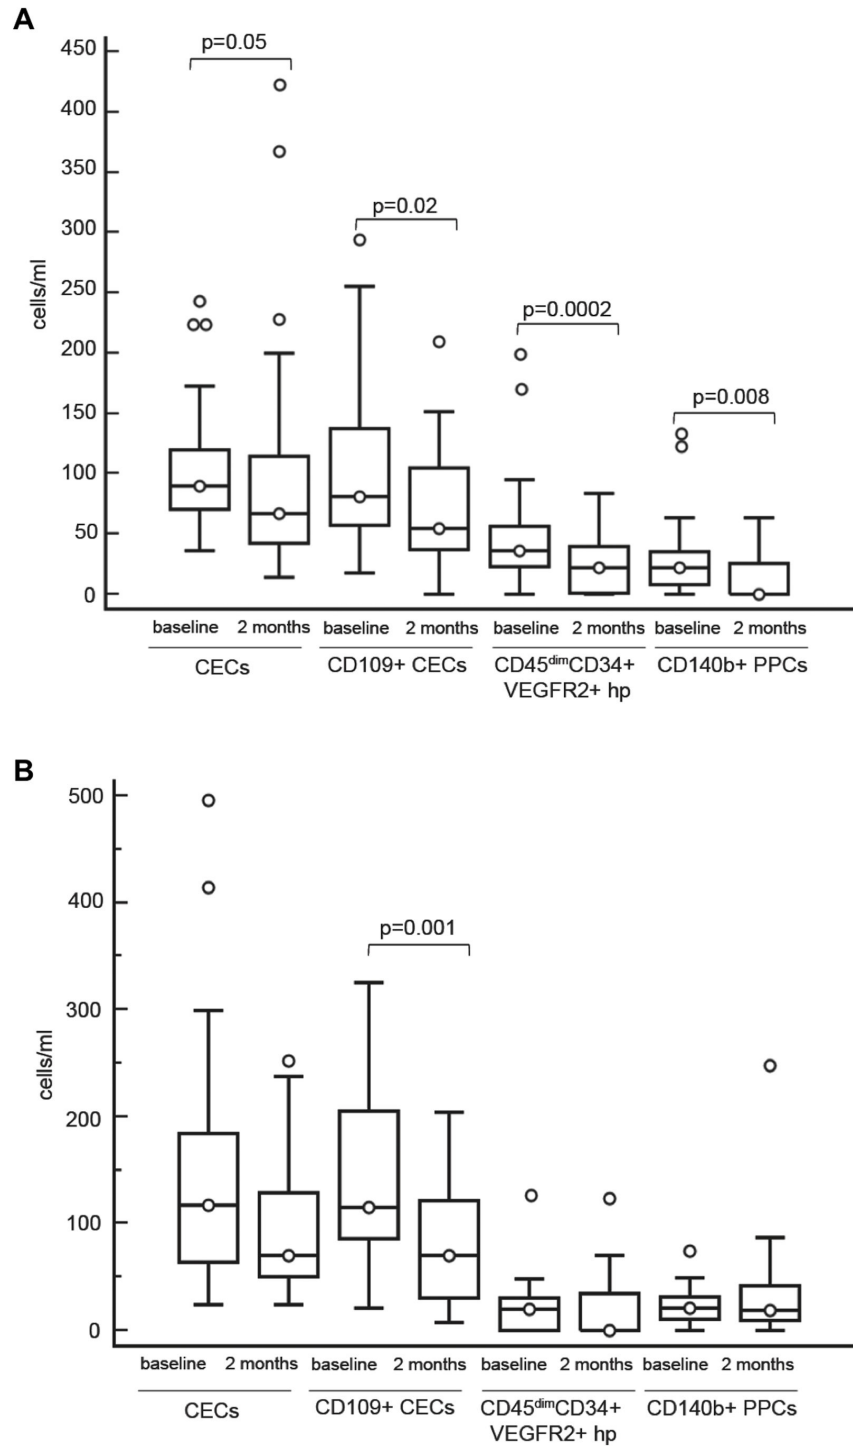 A
450
p=0.05
400
350
300
p=0.02
250
p=0.0002
200
150
p=0.008
100
50
0
cells/ml
baseline 2 months baseline 2 months baseline 2 months baseline 2 months
CECs CD109+ CECs CD45dimCD34+ CD140b+ PPCs
VEGFR2+ hp
B
500
400
p=0.001
300
200
100
0
cells/ml
baseline 2 months baseline 2 months baseline 2 months baseline 2 months
CECs CD109+ CECs CD45dimCD34+ CD140b+ PPCs
VEGFR2+ hp